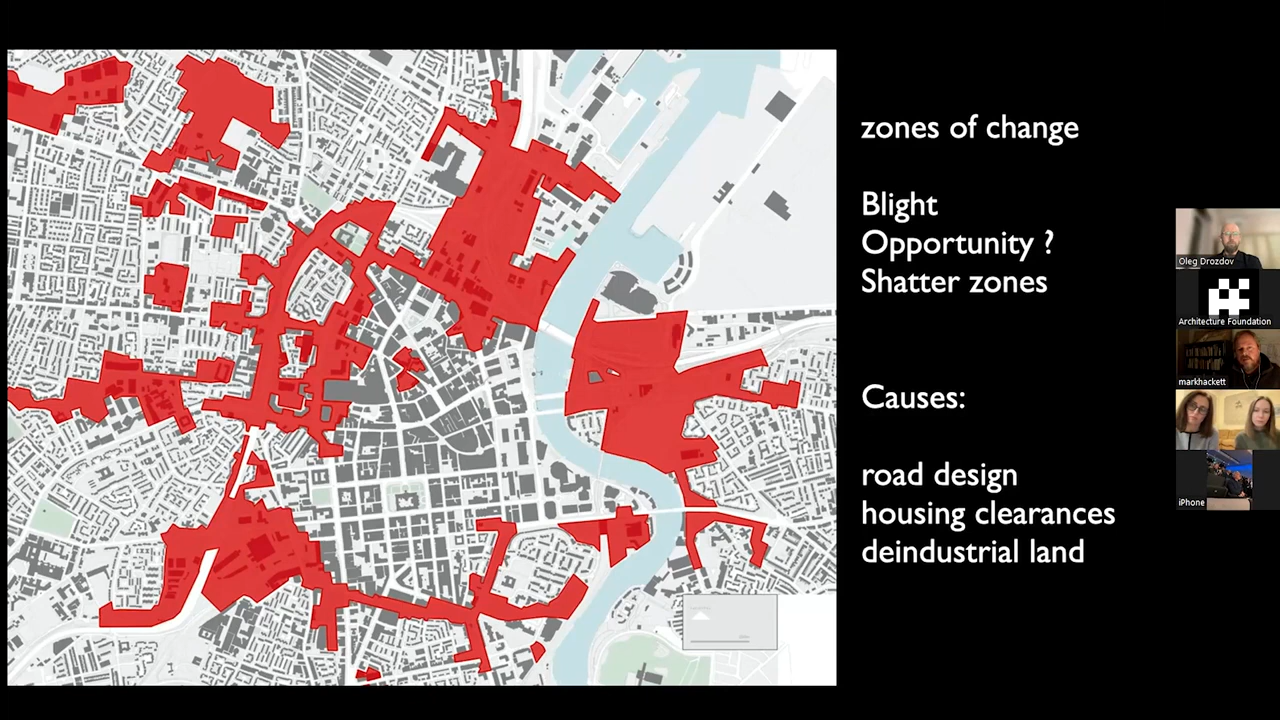 zones of change
Blight
Opportunity ?
Shatter zones
Causes:
road design
housing clearances
deindustrial land
Oleg Drozdov
Architecture Foundation
markhackett
iPhone